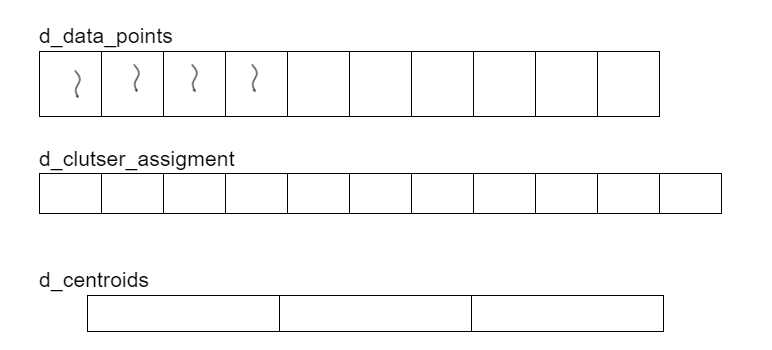 d_data_points
d_clutser_assigment
d_centroids